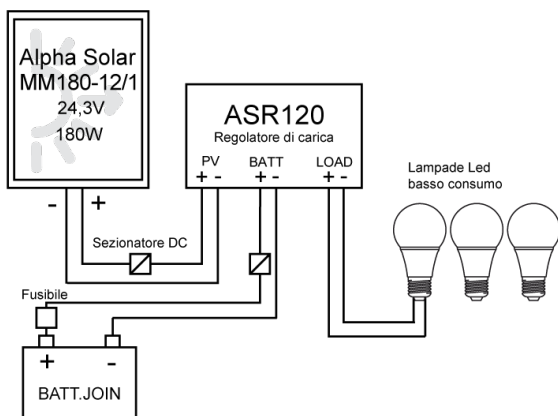 Alpha Solar
MM180-12/1
24,3V
180W
ASR120
Regolatore di carica
PV BATT LOAD
+ - + - + -
Lampade Led
basso consumo
- +
Sezionatore DC
Fusibile
+ -
BATT.JOIN